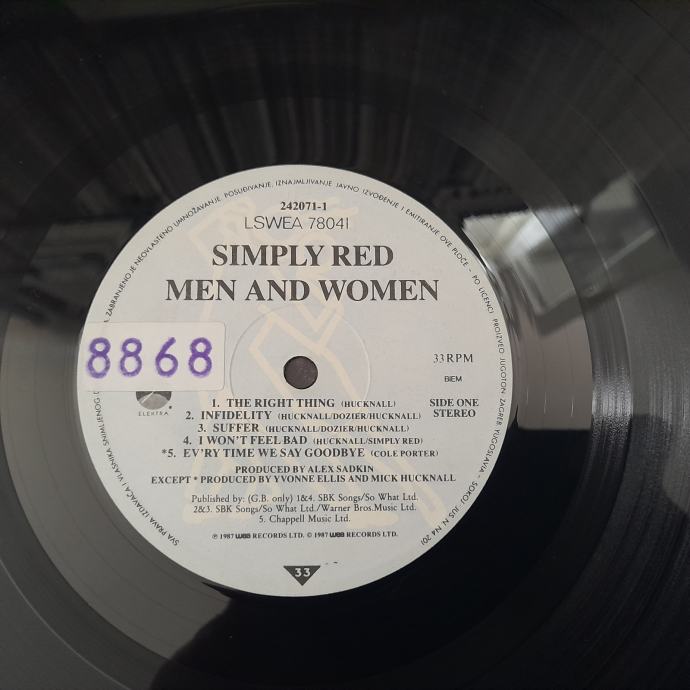 SVA PRAVA IZDAVAČA I VLASNIKA SNIMLJENOG D
ZABRANJENO JE NEOVLAŠTENO UMNOŽAVANJE, POSUĐIVANJE, IZNAJMLJIVANJE JAVNO IZVOĐENJE I EMITIRANJE OVE PLOČE - PO LICENCI PROIZVEO JUGOTON ZAGREB YUGOSLAVIA - SOKOJ JUS N N4 201
242071-1
LSWEA 78041
SIMPLY RED
MEN AND WOMEN
8868
33 RPM
BIEM
ELEKTRA
SIDE ONE
STEREO
1. THE RIGHT THING (HUCKNALL)
2. INFIDELITY (HUCKNALL/DOZIER/HUCKNALL)
3. SUFFER (HUCKNALL/DOZIER/HUCKNALL)
4. I WON'T FEEL BAD (HUCKNALL/SIMPLY RED)
*5. EV'RY TIME WE SAY GOODBYE (COLE PORTER)
PRODUCED BY ALEX SADKIN
EXCEPT * PRODUCED BY YVONNE ELLIS AND MICK HUCKNALL
Published by: (G.B. only) 1&4. SBK Songs/So What Ltd.
2&3. SBK Songs/So What Ltd./Warner Bros.Music Ltd.
5. Chappell Music Ltd.
℗ 1987 wea RECORDS LTD. © 1987 wea RECORDS LTD.
33